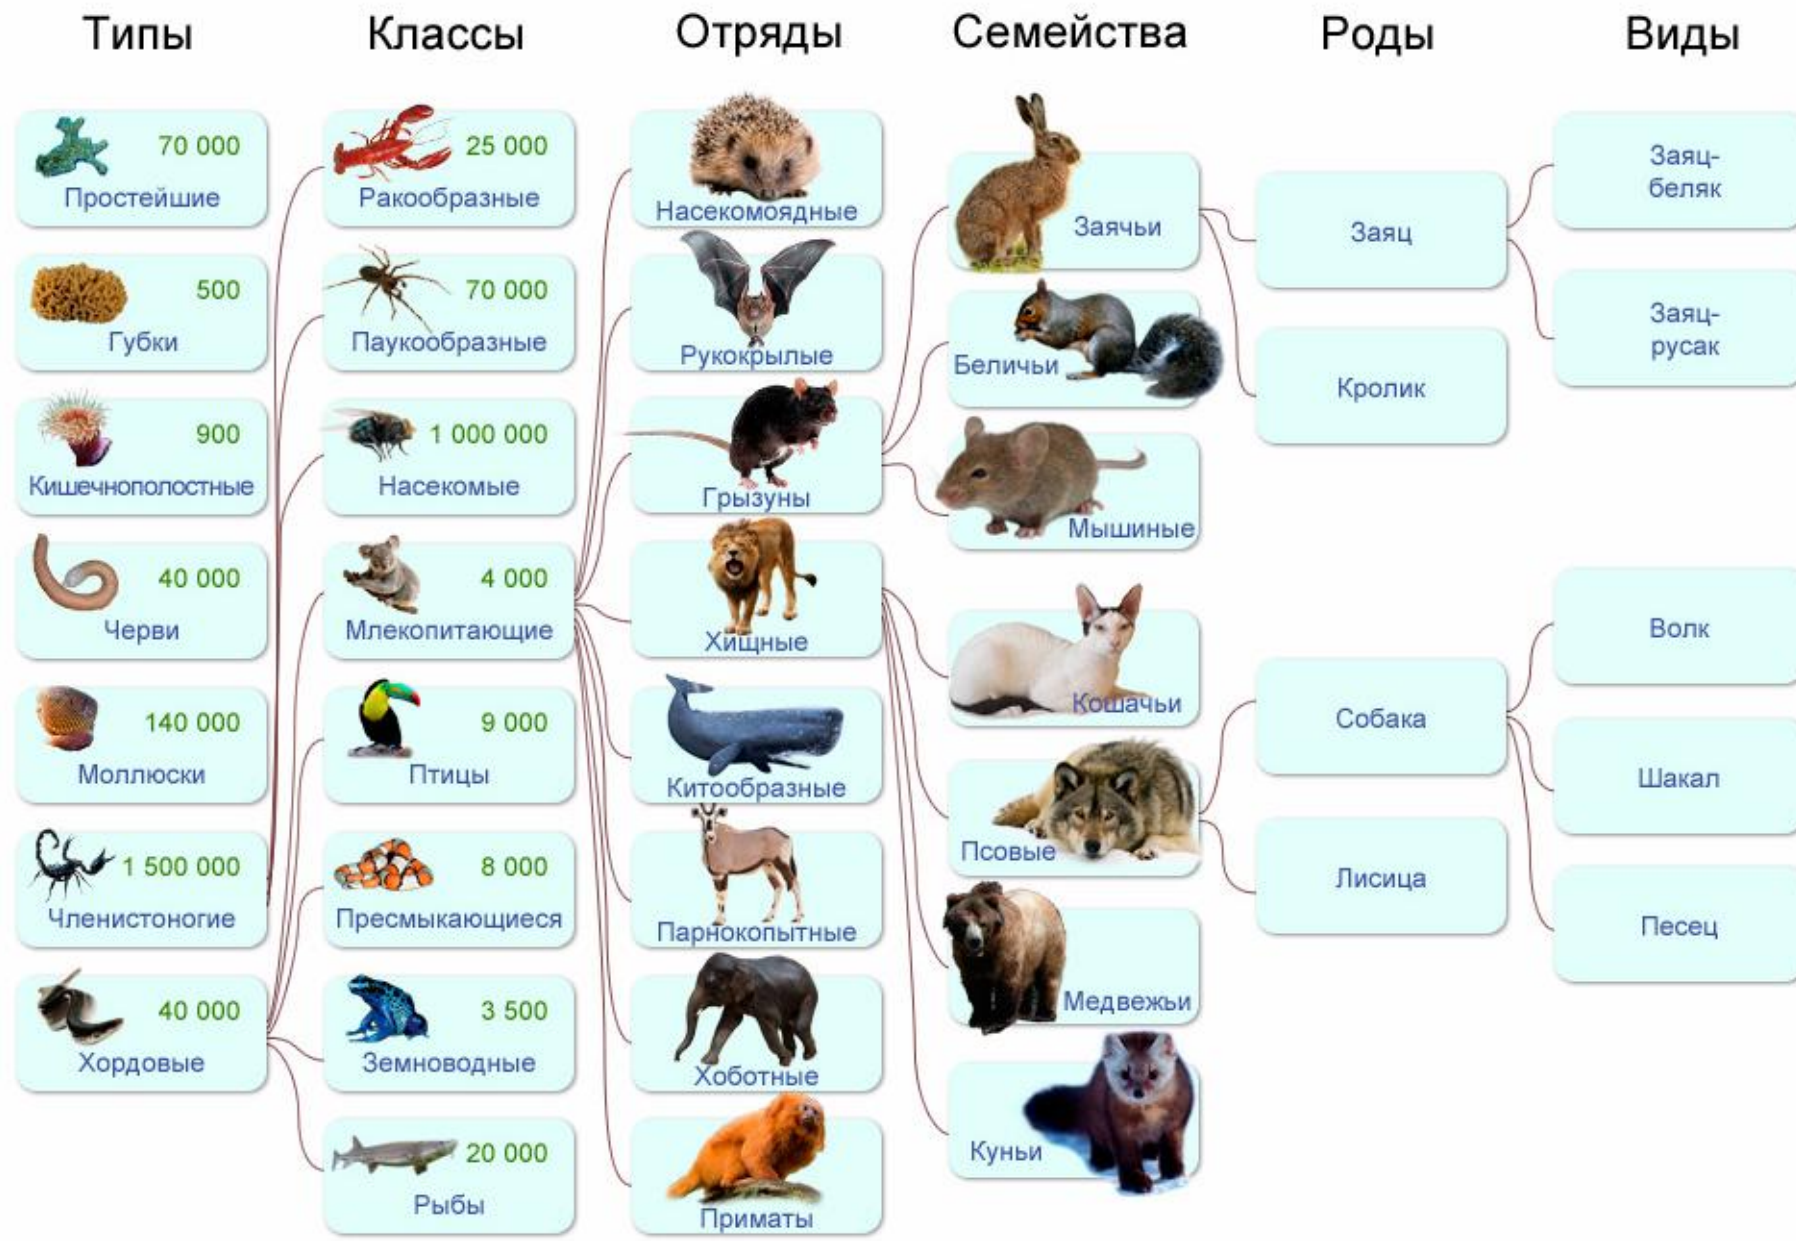 Типы
Классы
Отряды
Семейства
Роды
Виды
70 000
Простейшие
500
Губки
900
Кишечнополостные
40 000
Черви
140 000
Моллюски
1 500 000
Членистоногие
40 000
Хордовые
25 000
Ракообразные
70 000
Паукообразные
1 000 000
Насекомые
4 000
Млекопитающие
9 000
Птицы
8 000
Пресмыкающиеся
3 500
Земноводные
20 000
Рыбы
Насекомоядные
Рукокрылые
Грызуны
Хищные
Китообразные
Парнокопытные
Хоботные
Приматы
Заячьи
Беличьи
Мышиные
Кошачьи
Псовые
Медвежьи
Куньи
Заяц
Кролик
Собака
Лисица
Заяц-
беляк
Заяц-
русак
Волк
Шакал
Песец